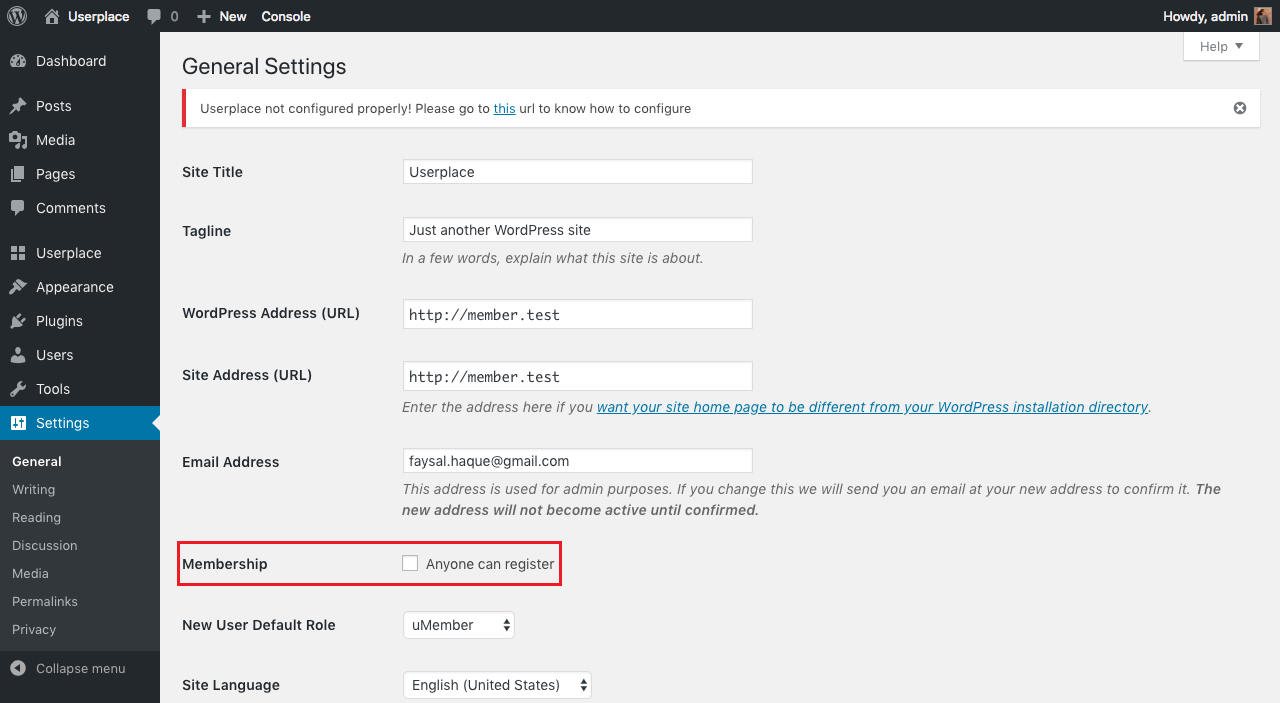 Userplace 0 New Console Howdy, admin
Help
Dashboard
Posts
Media
Pages
Comments
Userplace
Appearance
Plugins
Users
Tools
Settings
General
Writing
Reading
Discussion
Media
Permalinks
Privacy
Collapse menu
General Settings
Userplace not configured properly! Please go to this url to know how to configure
Site Title Userplace
Tagline Just another WordPress site
In a few words, explain what this site is about.
WordPress Address (URL) http://member.test
Site Address (URL) http://member.test
Enter the address here if you want your site home page to be different from your WordPress installation directory.
Email Address faysal.haque@gmail.com
This address is used for admin purposes. If you change this we will send you an email at your new address to confirm it. The
new address will not become active until confirmed.
Membership Anyone can register
New User Default Role uMember
Site Language English (United States)